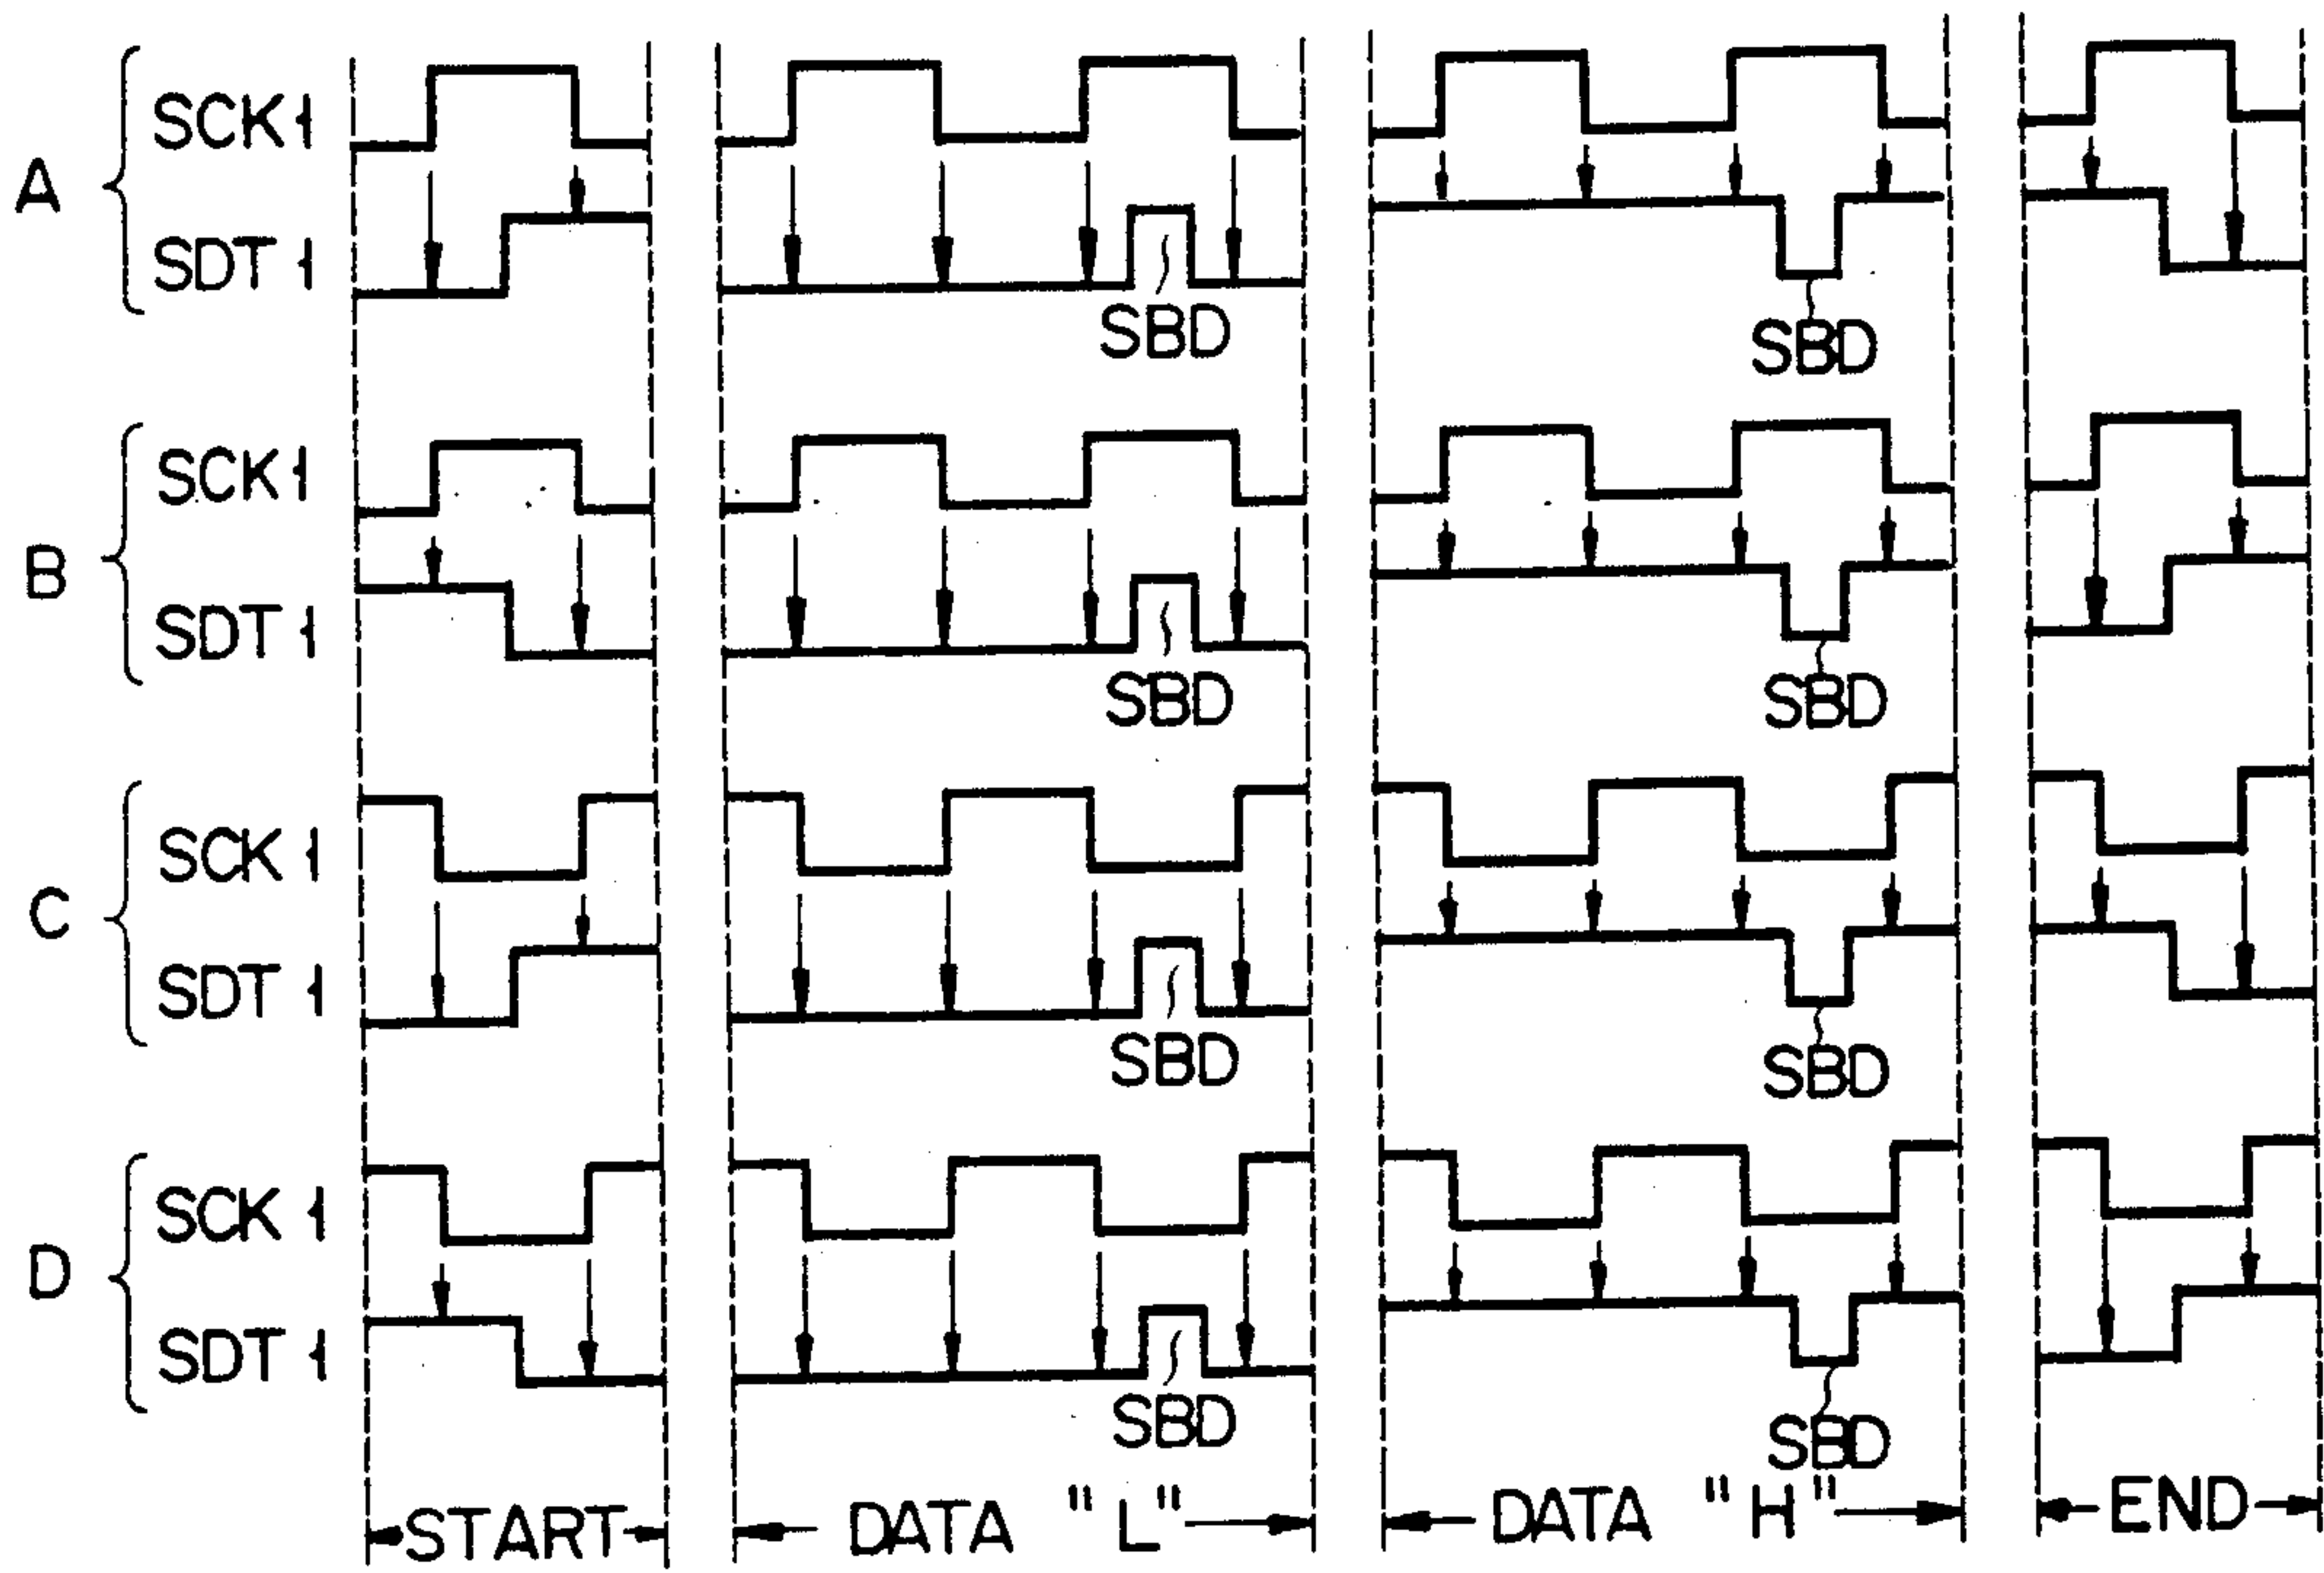 A
SCK 1
SDT 1
SBD
SBD
B
SCK 1
SDT 1
SBD
SBD
C
SCK 1
SDT 1
SBD
SBD
D
SCK 1
SDT 1
SBD
SBD
START
DATA "L"
DATA "H"
END